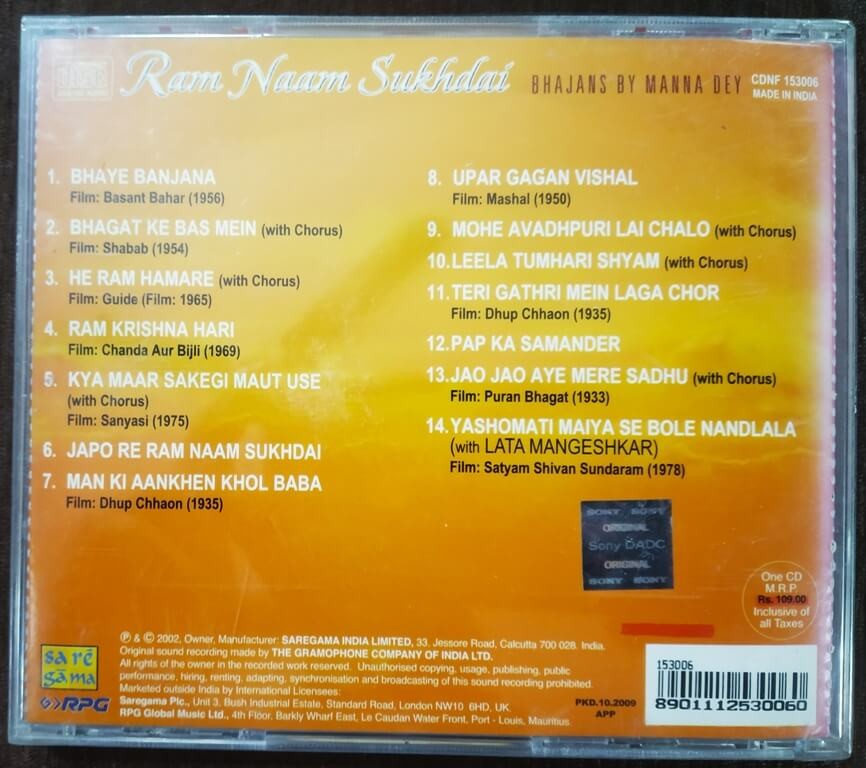 Ram Naam Sukhdai BHAJANS BY MANNA DEY CDNF 153006
MADE IN INDIA
1. BHAYE BANJANA
Film: Basant Bahar (1956)
2. BHAGAT KE BAS MEIN (with Chorus)
Film: Shabab (1954)
3. HE RAM HAMARE (with Chorus)
Film: Guide (Film: 1965)
4. RAM KRISHNA HARI
Film: Chanda Aur Bijli (1969)
5. KYA MAAR SAKEGI MAUT USE
(with Chorus)
Film: Sanyasi (1975)
6. JAPO RE RAM NAAM SUKHDAI
7. MAN KI AANKHEN KHOL BABA
Film: Dhup Chhaon (1935)
8. UPAR GAGAN VISHAL
Film: Mashal (1950)
9. MOHE AVADHPURI LAI CHALO (with Chorus)
10. LEELA TUMHARI SHYAM (with Chorus)
11. TERI GATHRI MEIN LAGA CHOR
Film: Dhup Chhaon (1935)
12. PAP KA SAMANDER
13. JAO JAO AYE MERE SADHU (with Chorus)
Film: Puran Bhagat (1933)
14. YASHOMATI MAIYA SE BOLE NANDLALA
(with LATA MANGESHKAR)
Film: Satyam Shivan Sundaram (1978)
SONY SONY
ORIGINAL
Sony DADC
ORIGINAL
SONY SONY
One CD
M.R.P.
Rs. 109.00
Inclusive of
all Taxes
℗ & © 2002, Owner, Manufacturer: SAREGAMA INDIA LIMITED, 33, Jessore Road, Calcutta 700 028. India.
Original sound recording made by THE GRAMOPHONE COMPANY OF INDIA LTD.
All rights of the owner in the recorded work reserved. Unauthorised copying, usage, publishing, public
performance, hiring, renting, adapting, synchronisation and broadcasting of this sound recording prohibited.
Marketed outside India by International Licensees:
Saregama Plc., Unit 3, Bush Industrial Estate, Standard Road, London NW10 6HD, UK.
RPG Global Music Ltd., 4th Floor, Barkly Wharf East, Le Caudan Water Front, Port - Louis, Mauritius.
sa rē
gama
RPG
PKD.10.2009
APP
153006
8901112530060